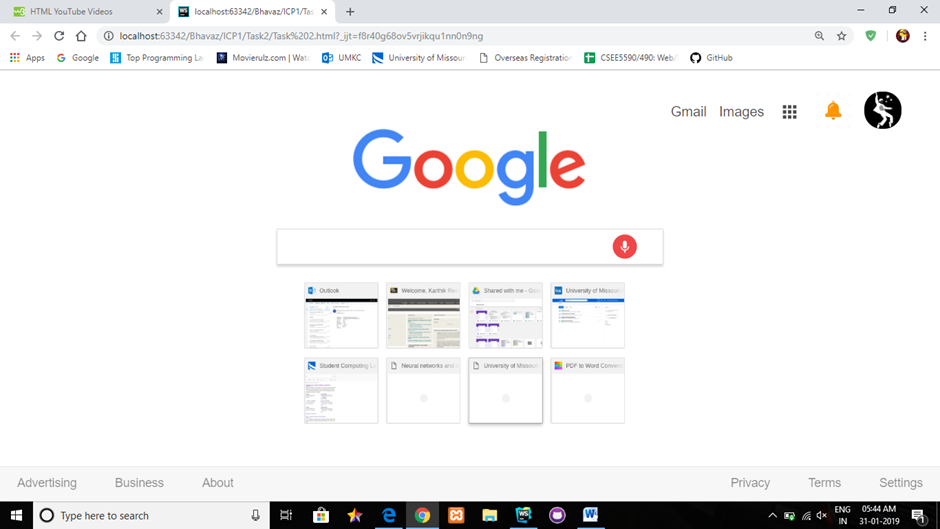 HTML YouTube Videos
localhost:63342/Bhavaz/ICP1/Tas
localhost:63342/Bhavaz/ICP1/Task2/Task%202.html?_ijt=f8r40g68ov5vrjikqu1nn0n9ng
Apps Google Top Programming La Movierulz.com | Wat UMKC University of Missour Overseas Registration CSEE5590/490: Web/ GitHub
Gmail Images
Google
Outlook Welcome, Karthik Re Shared with me - Goo University of Missou
Student Computing La Neural networks and University of Missou PDF to Word Conver
Advertising Business About Privacy Terms Settings
Type here to search
ENG 05:44 AM
IN 31-01-2019
1